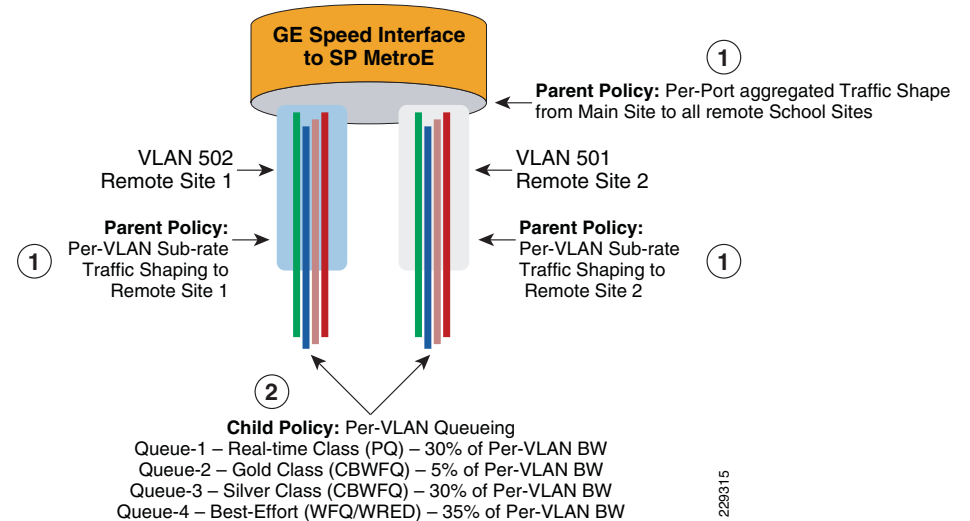 GE Speed Interface
to SP MetroE
1
Parent Policy: Per-Port aggregated Traffic Shape
from Main Site to all remote School Sites
VLAN 502
Remote Site 1
VLAN 501
Remote Site 2
1
Parent Policy:
Per-VLAN Sub-rate
Traffic Shaping to
Remote Site 1
Parent Policy:
Per-VLAN Sub-rate
Traffic Shaping to
Remote Site 2
1
2
Child Policy: Per-VLAN Queueing
Queue-1 – Real-time Class (PQ) – 30% of Per-VLAN BW
Queue-2 – Gold Class (CBWFQ) – 5% of Per-VLAN BW
Queue-3 – Silver Class (CBWFQ) – 30% of Per-VLAN BW
Queue-4 – Best-Effort (WFQ/WRED) – 35% of Per-VLAN BW
229315